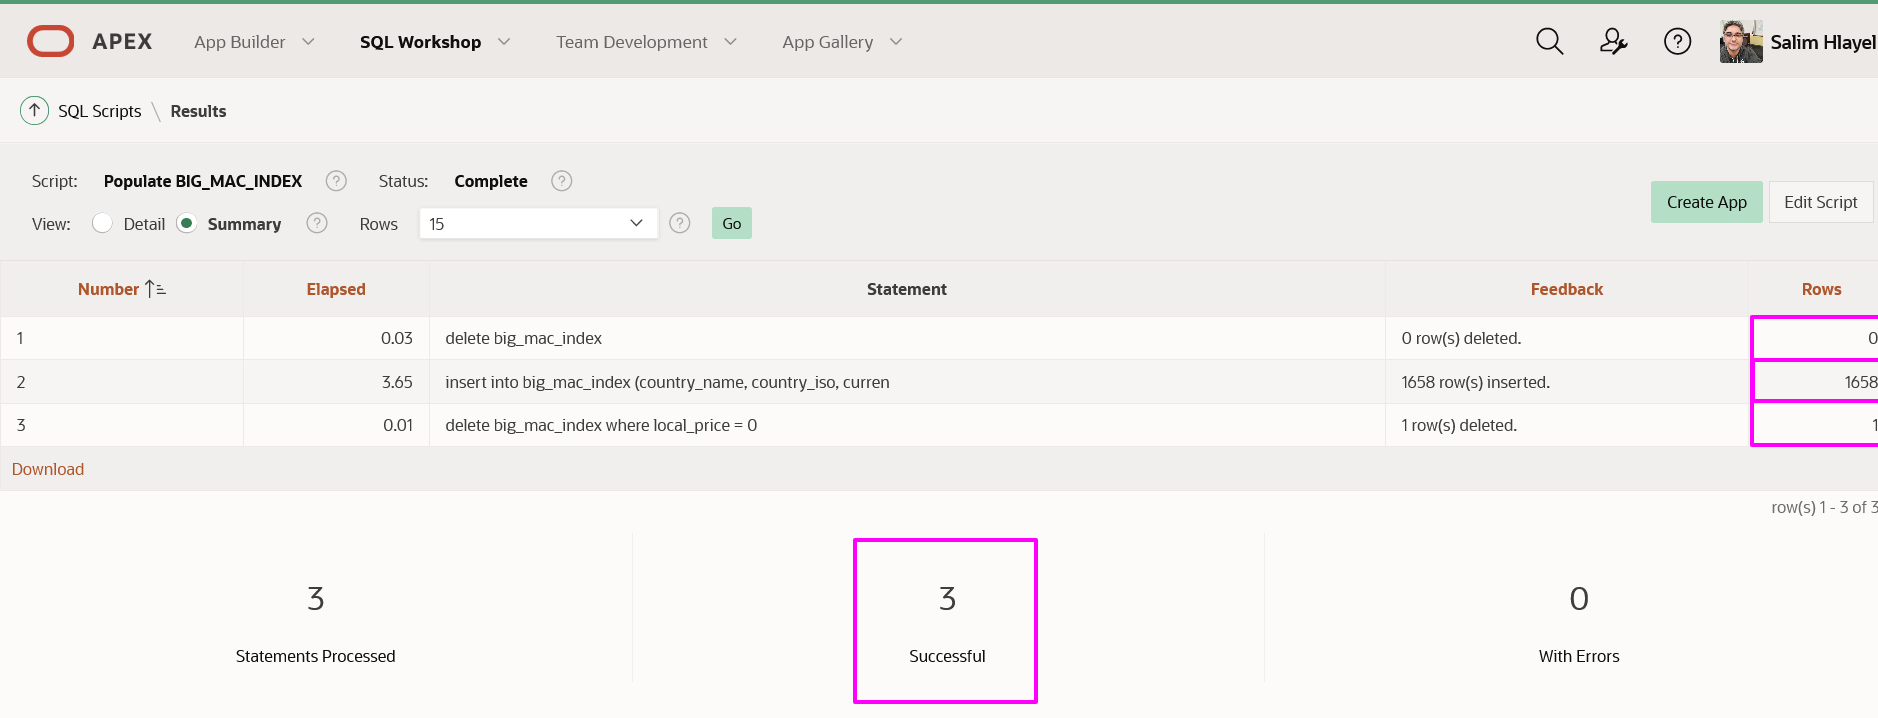 APEX App Builder SQL Workshop Team Development App Gallery Salim Hlayel
SQL Scripts \ Results
Script: Populate BIG_MAC_INDEX ? Status: Complete ?
Create App Edit Script
View: Detail Summary ? Rows 15 ? Go
Number Elapsed Statement Feedback Rows
1 0.03 delete big_mac_index 0 row(s) deleted. 0
2 3.65 insert into big_mac_index (country_name, country_iso, curren 1658 row(s) inserted. 1658
3 0.01 delete big_mac_index where local_price = 0 1 row(s) deleted. 1
Download
row(s) 1 - 3 of 3
3 3 0
Statements Processed Successful With Errors